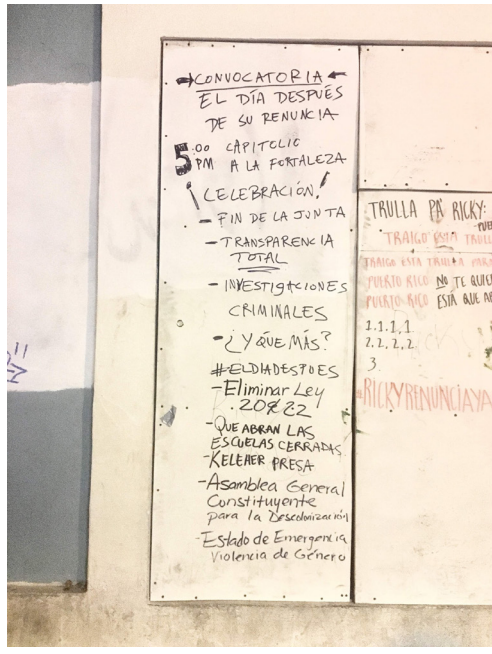 →CONVOCATORIA←
EL DÍA DESPUÉS
DE SU RENUNCIA
5:00 PM CAPITOLIO
A LA FORTALEZA
¡CELEBRACIÓN!
- FIN DE LA JUNTA
- TRANSPARENCIA
TOTAL
- INVESTIGACIONES
CRIMINALES
- ¿Y QUE MÁS?
#ELDIADESPUES
- Eliminar Ley
20 & 22
- QUE ABRAN LAS
ESCUELAS CERRADAS
- KELEHER PRESA
- Asamblea General
Constituyente
para la Descolonización
- Estado de Emergencia
Violencia de Género
TRULLA PA' RICKY:
TRAIGO ESTA
TRAIGO ESTA TRULLA PARA
PUERTO RICO NO TE QUIE
PUERTO RICO ESTÁ QUE
1.1.1.1
2.2.2.2
3.
#RICKYRENUNCIAYA